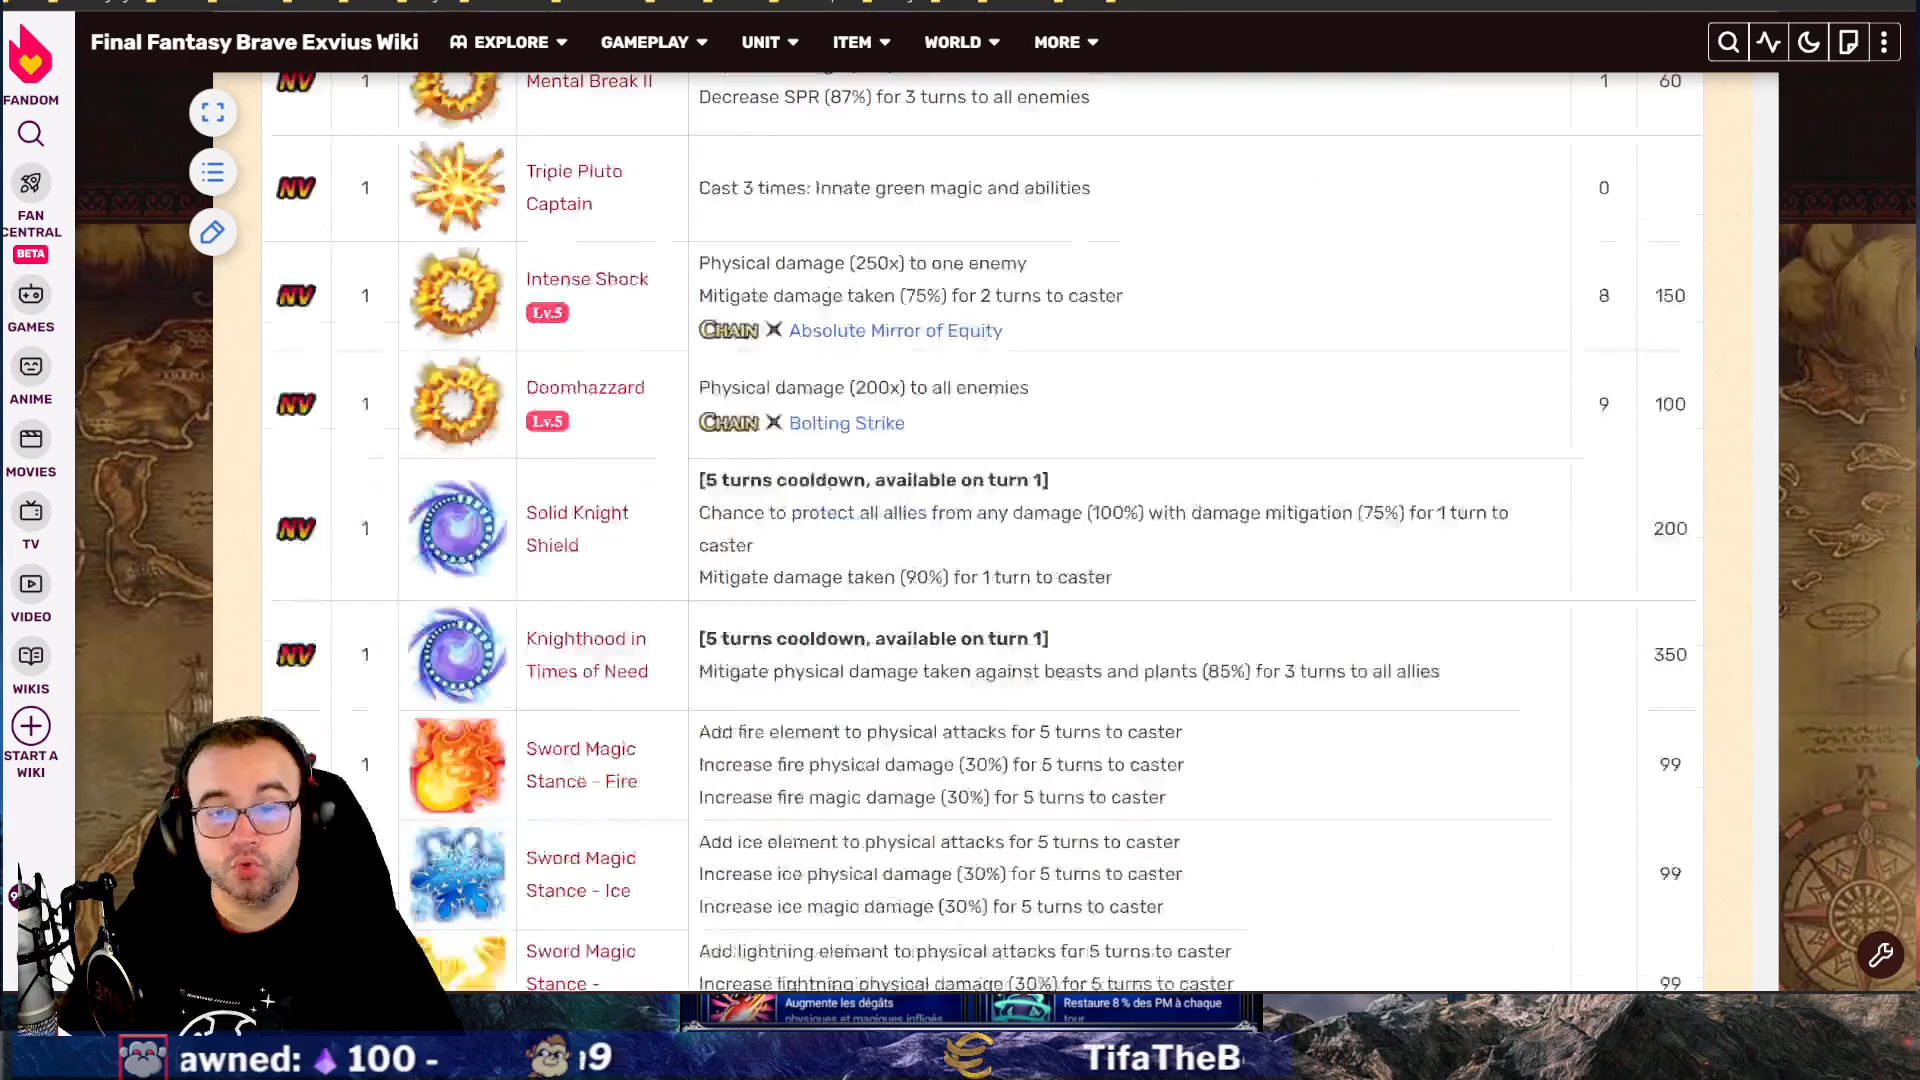 Final Fantasy Brave Exvius Wiki
EXPLORE
GAMEPLAY
UNIT
ITEM
WORLD
MORE
FANDOM
FAN
CENTRAL
BETA
GAMES
ANIME
MOVIES
TV
VIDEO
WIKIS
START A
WIKI
NV
1
Mental Break II
Decrease SPR (87%) for 3 turns to all enemies
1
60
NV
1
Triple Pluto
Captain
Cast 3 times: Innate green magic and abilities
0
NV
1
Intense Shock
Lv.5
Physical damage (250x) to one enemy
Mitigate damage taken (75%) for 2 turns to caster
CHAIN Absolute Mirror of Equity
8
150
NV
1
Doomhazzard
Lv.5
Physical damage (200x) to all enemies
CHAIN Bolting Strike
9
100
NV
1
Solid Knight
Shield
[5 turns cooldown, available on turn 1]
Chance to protect all allies from any damage (100%) with damage mitigation (75%) for 1 turn to
caster
Mitigate damage taken (90%) for 1 turn to caster
200
NV
1
Knighthood in
Times of Need
[5 turns cooldown, available on turn 1]
Mitigate physical damage taken against beasts and plants (85%) for 3 turns to all allies
350
1
Sword Magic
Stance - Fire
Add fire element to physical attacks for 5 turns to caster
Increase fire physical damage (30%) for 5 turns to caster
Increase fire magic damage (30%) for 5 turns to caster
99
Sword Magic
Stance - Ice
Add ice element to physical attacks for 5 turns to caster
Increase ice physical damage (30%) for 5 turns to caster
Increase ice magic damage (30%) for 5 turns to caster
99
Sword Magic
Stance -
Add lightning element to physical attacks for 5 turns to caster
Increase lightning physical damage (30%) for 5 turns to caster
99
Augmente les dégâts
physiques et magiques infligés
Restaure 8 % des PM à chaque
tour
awned: 100 -
TifaTheB